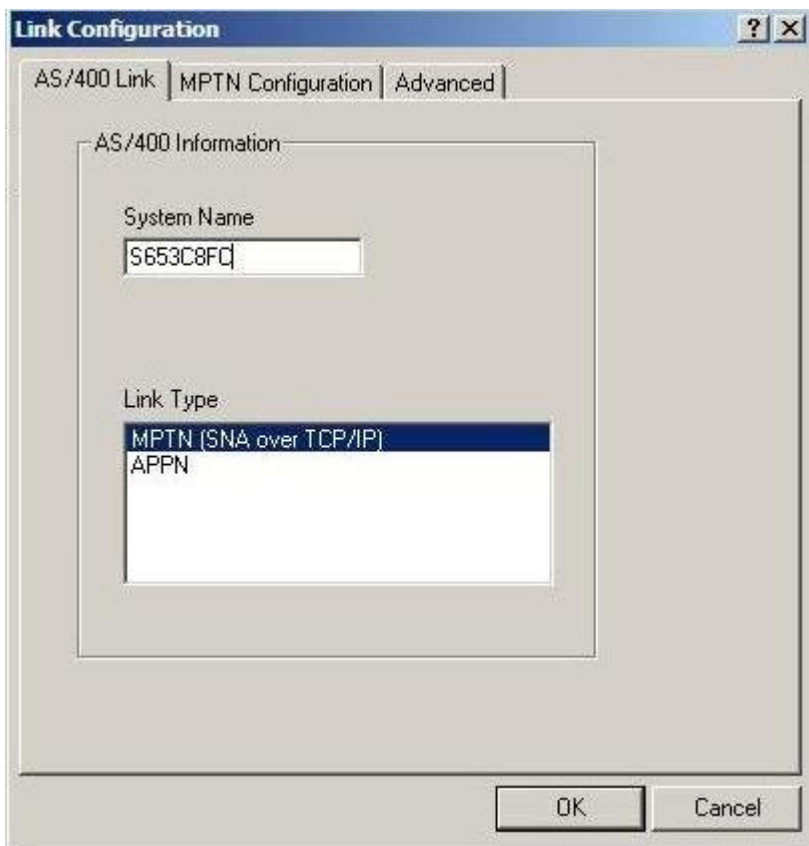 Link Configuration
? X
AS/400 Link MPTN Configuration Advanced
AS/400 Information
System Name
S653C8FC
Link Type
MPTN (SNA over TCP/IP)
APPN
OK Cancel